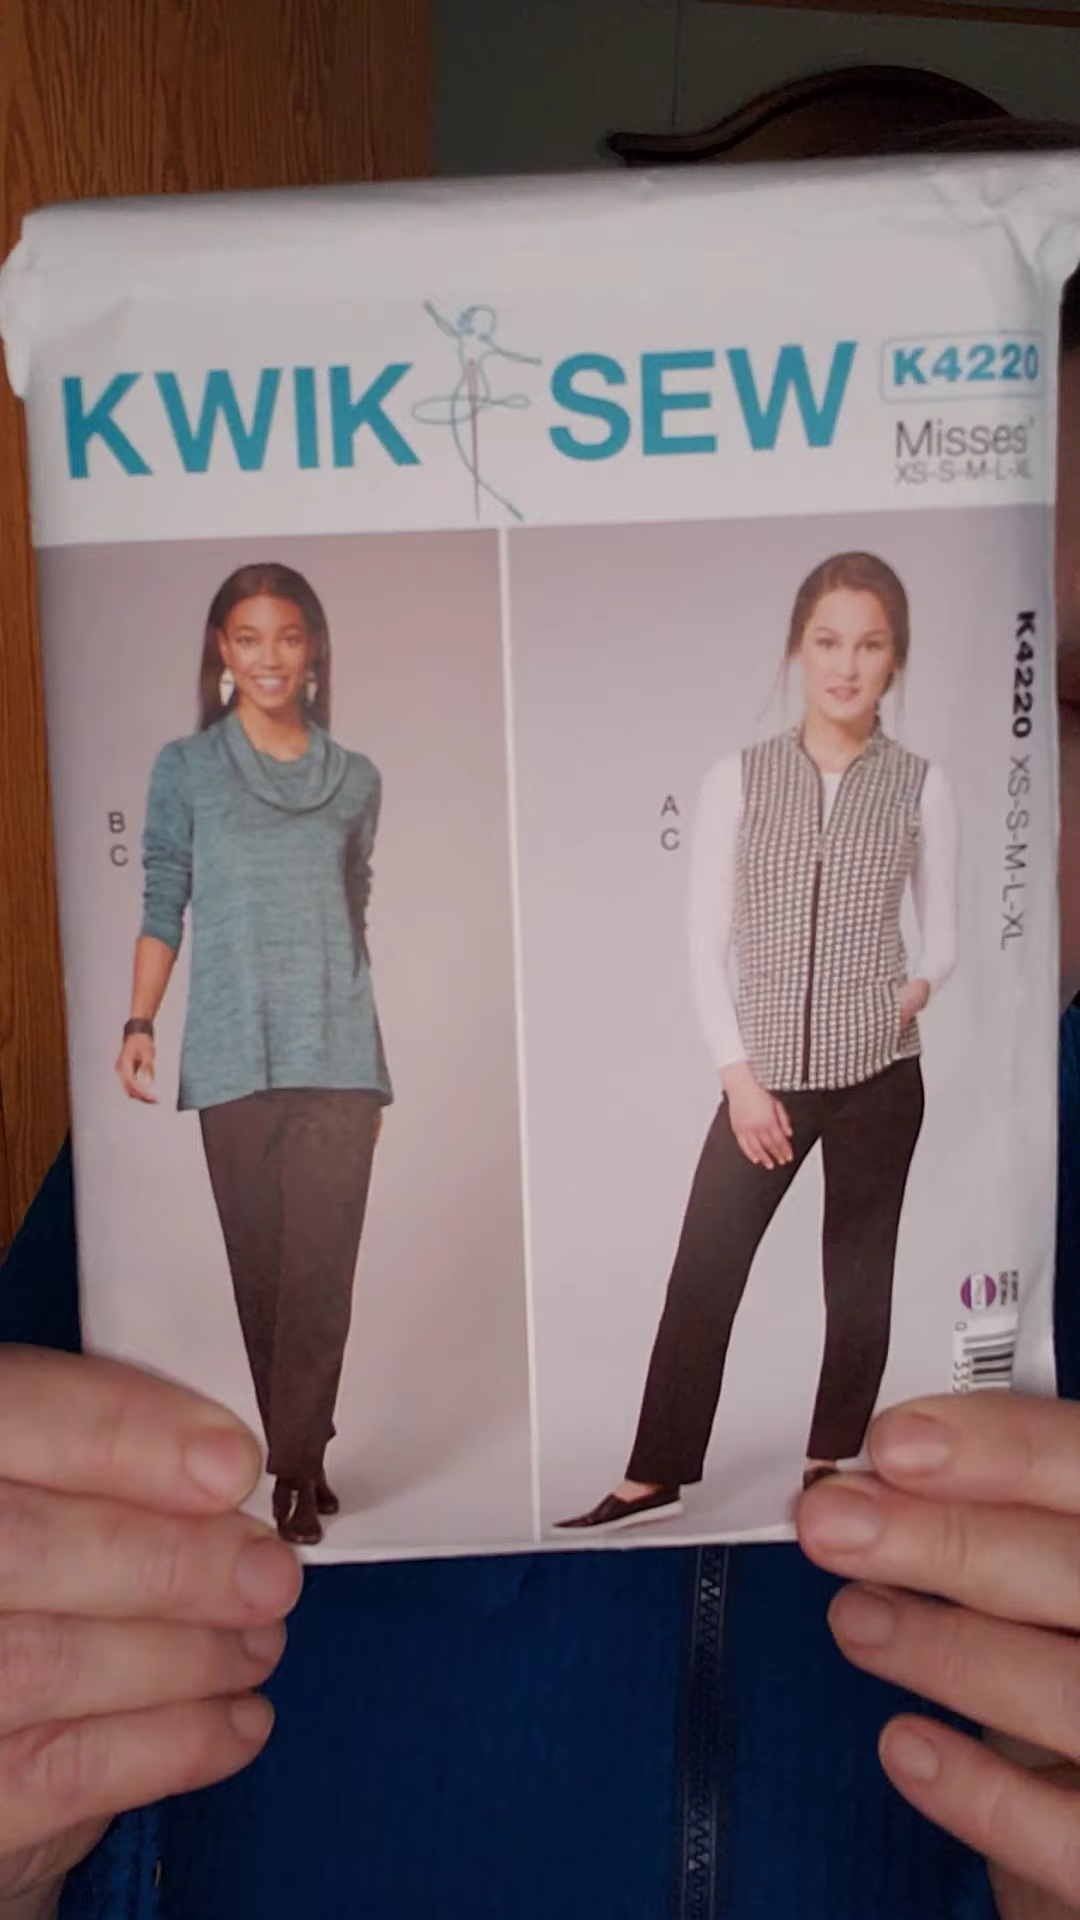 KWIK SEW
K4220
Misses'
XS-S-M-L-XL
B
C
A
C
K4220 XS-S-M-L-XL